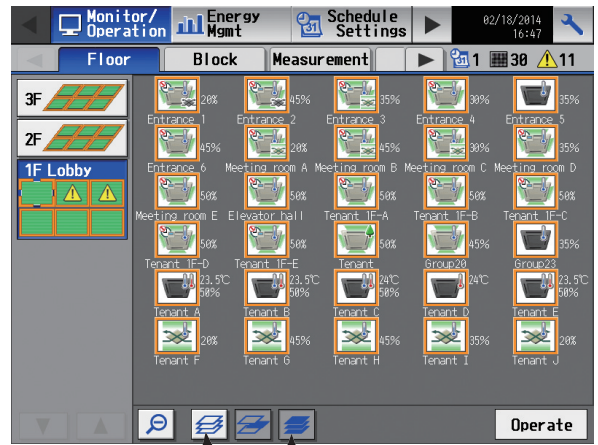 Monitor/ Operation Energy Mgmt Schedule Settings 02/18/2014 16:47
Floor Block Measurement 31 1 30 11
3F
2F
1F Lobby
20% 45% 35% 30% 35%
Entrance 1 Entrance 2 Entrance 3 Entrance 4 Entrance 5
45% 20% 45% 30% 35%
Entrance 6 Meeting room A Meeting room B Meeting room C Meeting room D
50% 50% 50% 50% 50%
Meeting room E Elevator hall Tenant 1F-A Tenant 1F-B Tenant 1F-C
50% 50% 50% 45% 35%
Tenant 1F-D Tenant 1F-E Tenant Group20 Group23
23.5℃ 23.5℃ 24℃ 24℃ 23.5℃
50% 50% 50% 50%
Tenant A Tenant B Tenant C Tenant D Tenant E
20% 45% 45% 35% 20%
Tenant F Tenant G Tenant H Tenant I Tenant J
Operate